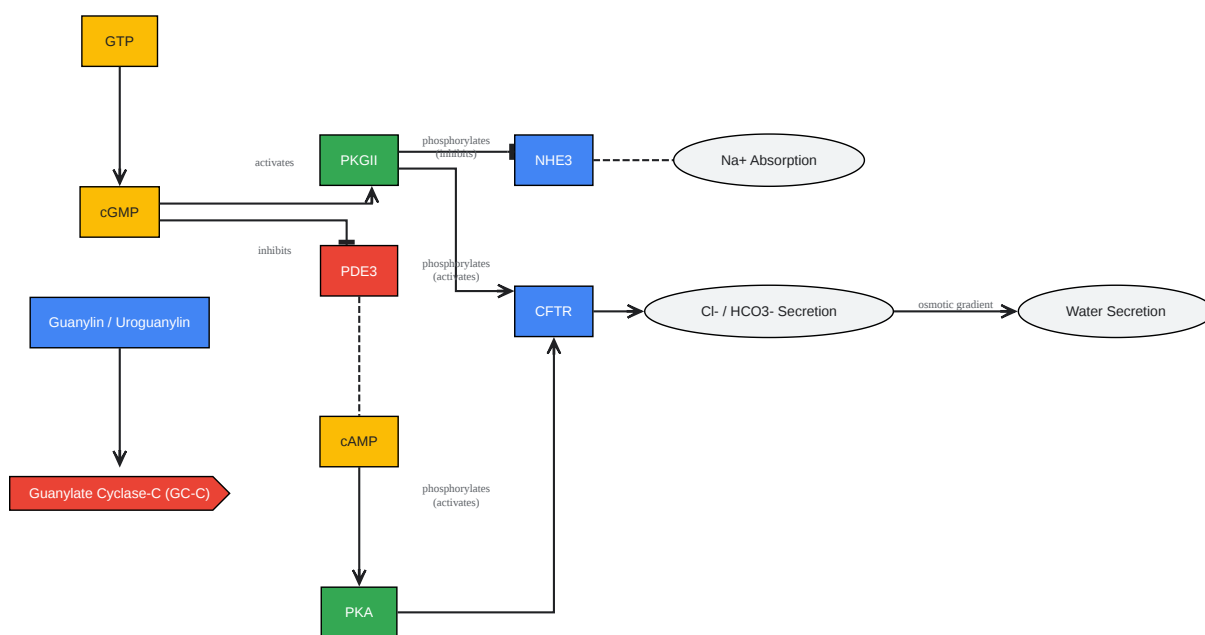 GTP
activates
PKGII
phosphorylates
(inhibits)
NHE3
Na+ Absorption
cGMP
inhibits
PDE3
phosphorylates
(activates)
Guanylin / Uroguanylin
CFTR
Cl- / HCO3- Secretion
osmotic gradient
Water Secretion
cAMP
Guanylate Cyclase-C (GC-C)
phosphorylates
(activates)
PKA